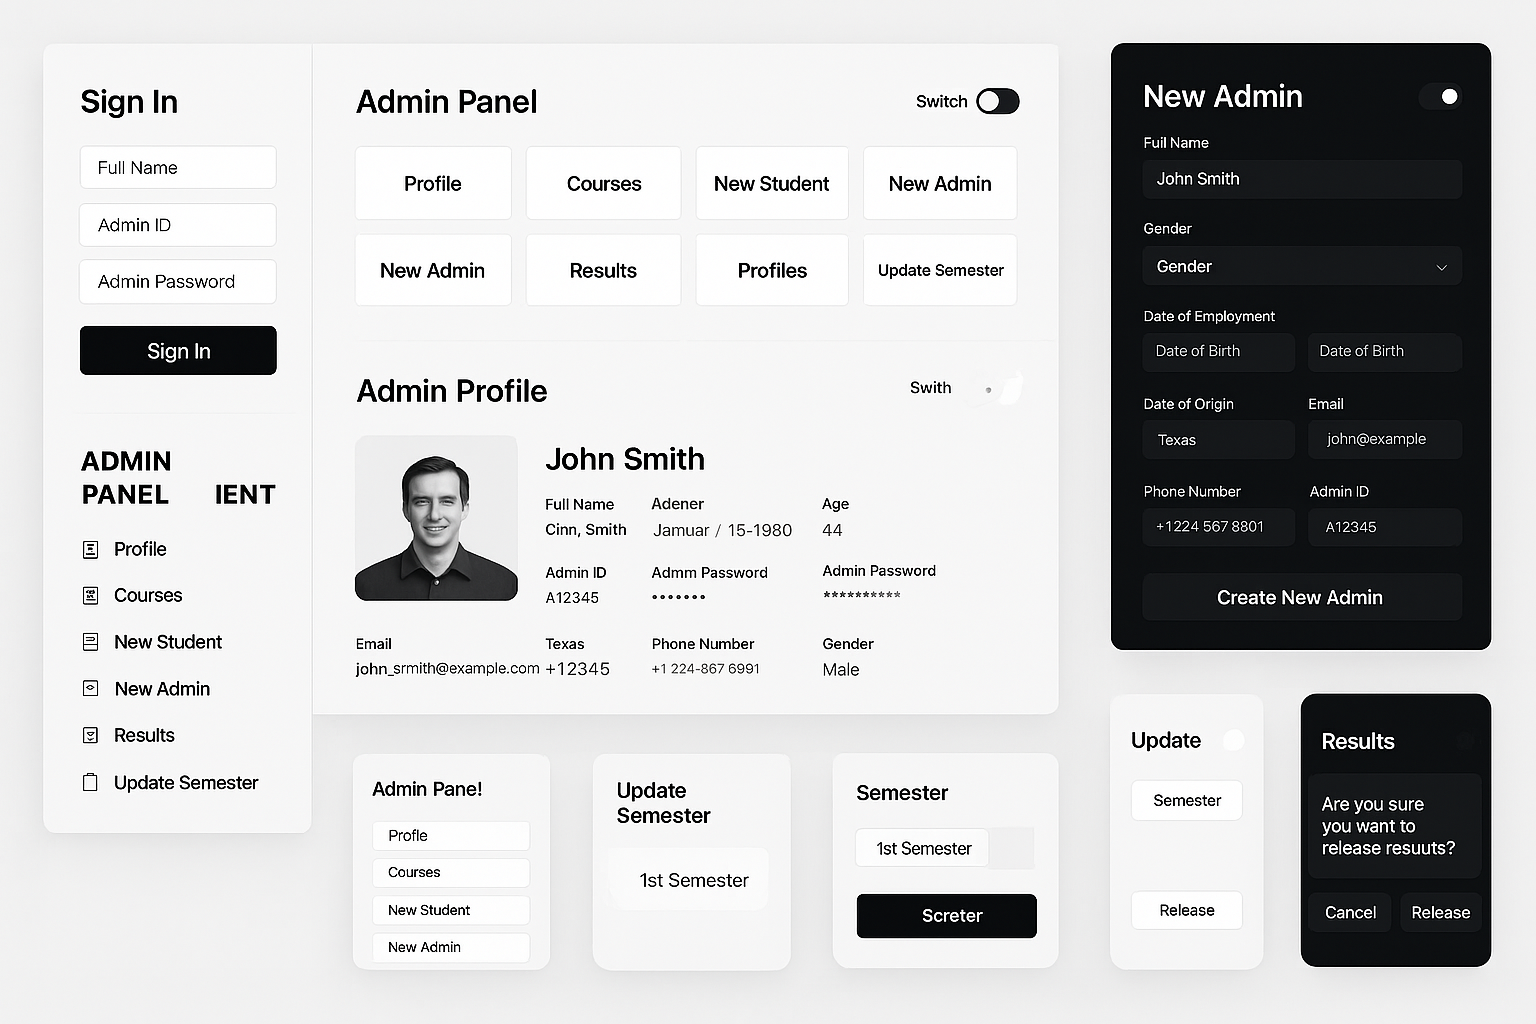 Sign In
Full Name
Admin ID
Admin Password
Sign In
ADMIN
PANEL IENT
Profile
Courses
New Student
New Admin
Results
Update Semester
Admin Panel
Switch
Profile
Courses
New Student
New Admin
New Admin
Results
Profiles
Update Semester
Admin Profile
Swith
John Smith
Full Name Adener Age
Cinn, Smith Jamuar / 15-1980 44
Admin ID Admm Password Admin Password
A12345 ••••••• **********
Email Texas Phone Number Gender
john_srmith@example.com +12345 +1 224-867 6991 Male
New Admin
Fuil Name
John Smith
Gender
Gender
Date of Employment
Date of Birth Date of Birth
Date of Origin Email
Texas john@example
Phone Number Admin ID
+1224 567 8801 A12345
Create New Admin
Admin Pane!
Profle
Courses
New Student
New Admin
Update
Semester
1st Semester
Semester
1st Semester
Screter
Update
Semester
Release
Results
Are you sure
you want to
release resuuts?
Cancel Release